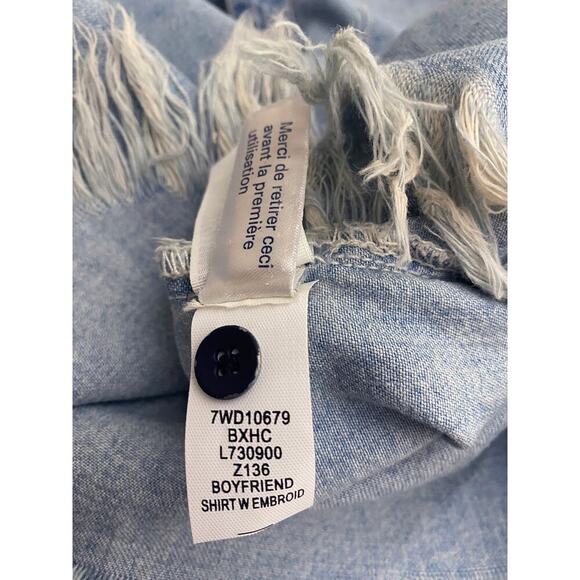 Merci de retirer ceci
avant la première
utilisation
7WD10679
BXHC
L730900
Z136
BOYFRIEND
SHIRT W EMBROID